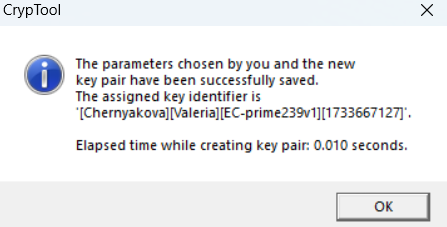 CrypTool
The parameters chosen by you and the new
key pair have been successfully saved.
The assigned key identifier is
'[Chernyakova][Valeria][EC-prime239v1][1733667127]'.
Elapsed time while creating key pair: 0.010 seconds.
OK